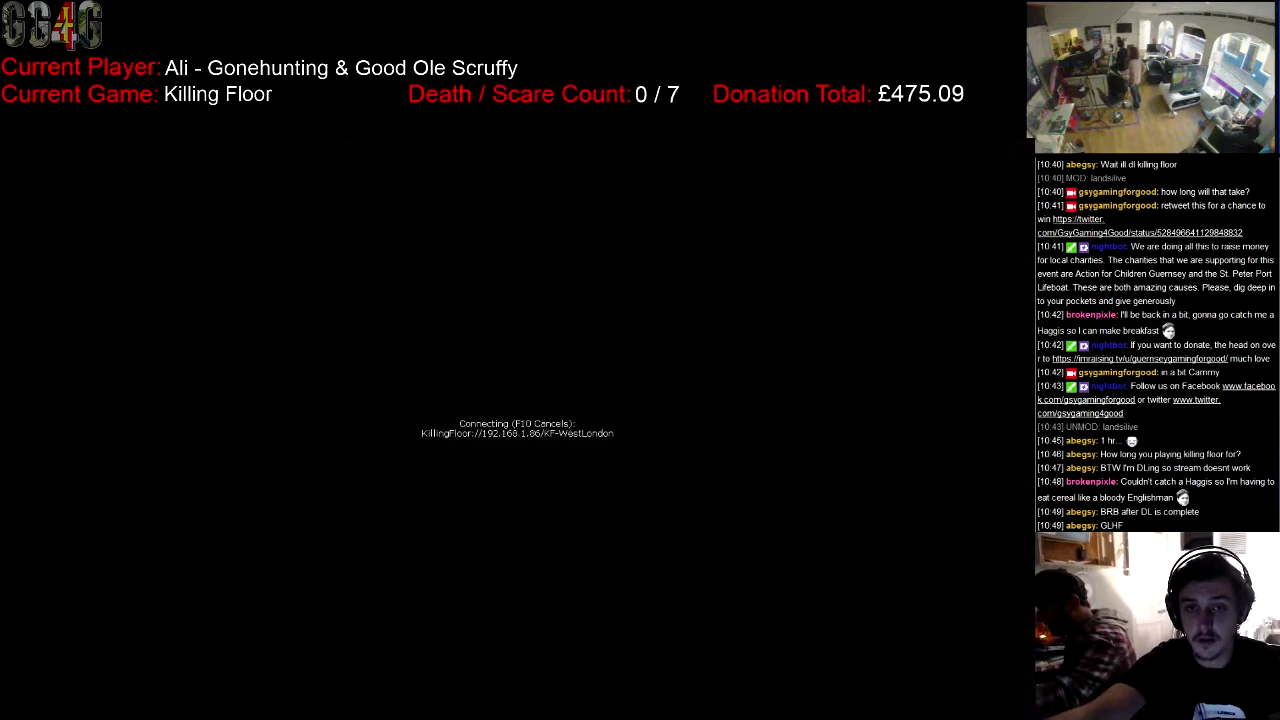 GG4G
Current Player: Ali - Gonehunting & Good Ole Scruffy
Current Game: Killing Floor
Death / Scare Count: 0 / 7
Donation Total: £475.09
Connecting (F10 Cancels):
KillingFloor://192.168.1.86/KF-WestLondon
[10:40] abegsy: Wait ill dl killing floor
[10:40] MOD: landsilive
[10:40] gsygamingforgood: how long will that take?
[10:41] gsygamingforgood: retweet this for a chance to
win https://twitter.
com/GsyGaming4Good/status/528496641129848832
[10:41] nightbot: We are doing all this to raise money
for local charities. The charities that we are supporting for this
event are Action for Children Guernsey and the St. Peter Port
Lifeboat. These are both amazing causes. Please, dig deep in
to your pockets and give generously
[10:42] brokenpixle: I'll be back in a bit, gonna go catch me a
Haggis so I can make breakfast
[10:42] nightbot: If you want to donate, the head on ove
r to https://imraising.tv/u/guernseygamingforgood/ much love
[10:42] gsygamingforgood: in a bit Cammy
[10:43] nightbot: Follow us on Facebook www.faceboo
k.com/gsygamingforgood or twitter www.twitter.
com/gsygaming4good
[10:43] UNMOD: landsilive
[10:45] abegsy: 1 hr...
[10:46] abegsy: How long you playing killing floor for?
[10:47] abegsy: BTW I'm DLing so stream doesnt work
[10:48] brokenpixle: Couldn't catch a Haggis so I'm having to
eat cereal like a bloody Englishman
[10:49] abegsy: BRB after DL is complete
[10:49] abegsy: GLHF